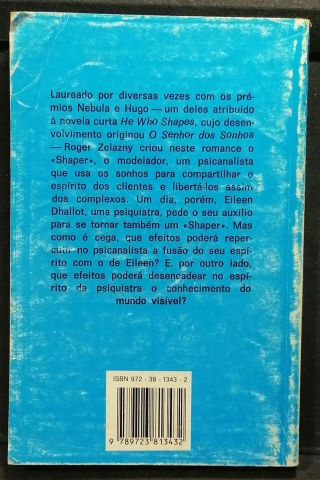 Laureado por diversas vezes com os pré-
mios Nebula e Hugo — um deles atribuído
à novela curta He Who Shapes, cujo desen-
volvimento originou O Senhor dos Sonhos
— Roger Zelazny criou neste romance o
«Shaper», o modelador, um psicanalista
que usa os sonhos para compartilhar o
espírito dos clientes e libertá-los assim
dos complexos. Um dia, porém, Eileen
Dhallot, uma psiquiatra, pede o seu auxílio
para se tornar também um «Shaper». Mas
como é cega, que efeitos poderá reper-
cutir no psicanalista a fusão do seu espí-
rito com o de Eileen? E, por outro lado,
que efeitos poderá desencadear no espí-
rito da psiquiatra o conhecimento do
mundo visível?
ISBN 972 - 38 - 1343 - 2
9 789723 813432